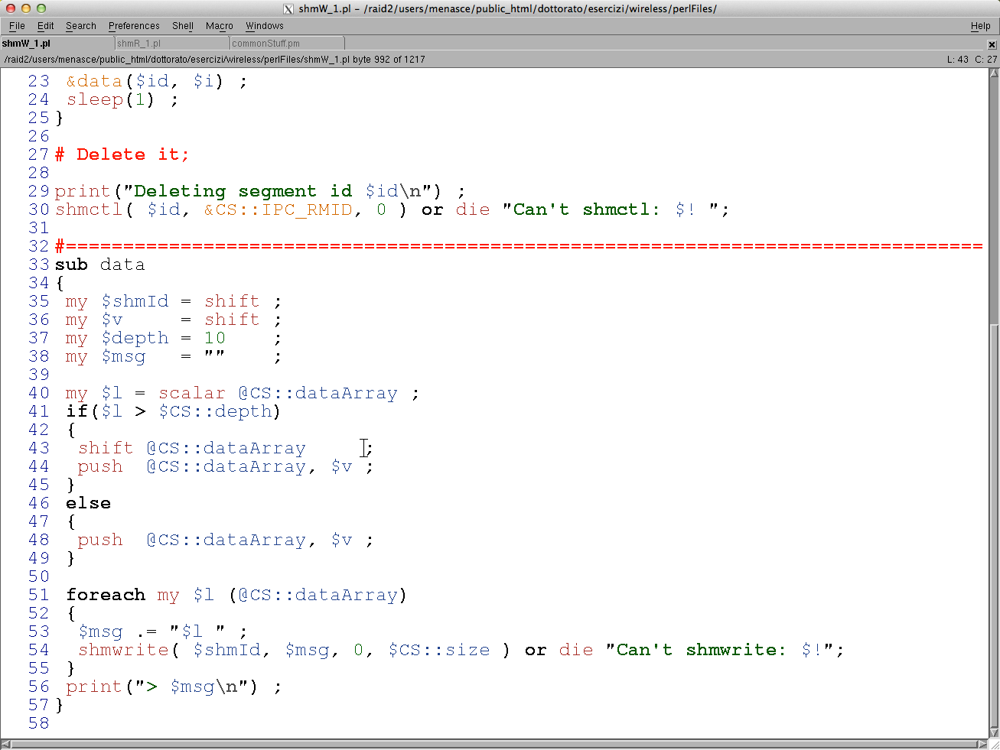 shmW_1.pl – /raid2/users/menasce/public_html/dottorato/esercizi/wireless/perlFiles/
File Edit Search Preferences Shell Macro Windows Help
shmW_1.pl shmR_1.pl commonStuff.pm
/raid2/users/menasce/public_html/dottorato/esercizi/wireless/perlFiles/shmW_1.pl byte 992 of 1217 L: 43 C: 27
23 &data($id, $i) ;
24 sleep(1) ;
25 }
26
27 # Delete it;
28
29 print("Deleting segment id $id\n") ;
30 shmctl( $id, &CS::IPC_RMID, 0 ) or die "Can't shmctl: $! ";
31
32 #================================================================================
33 sub data
34 {
35 my $shmId = shift ;
36 my $v     = shift ;
37 my $depth = 10    ;
38 my $msg   = ""    ;
39
40 my $l = scalar @CS::dataArray ;
41 if($l > $CS::depth)
42 {
43 shift @CS::dataArray     ;
44 push  @CS::dataArray, $v ;
45 }
46 else
47 {
48 push  @CS::dataArray, $v ;
49 }
50
51 foreach my $l (@CS::dataArray)
52 {
53 $msg .= "$l " ;
54 shmwrite( $shmId, $msg, 0, $CS::size ) or die "Can't shmwrite: $!";
55 }
56 print("> $msg\n") ;
57 }
58